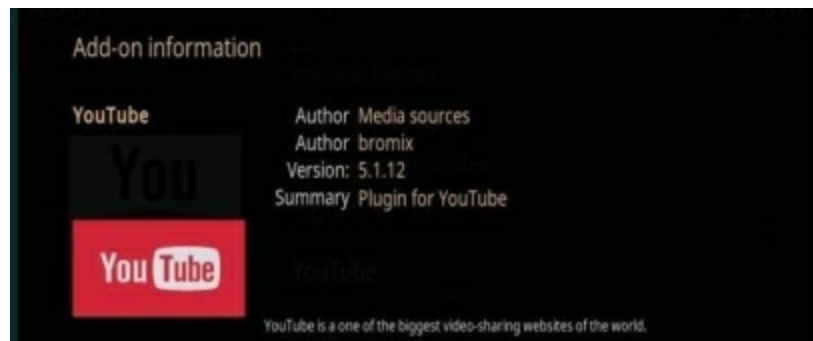 Add-on information
YouTube
Author Media sources
Author bromix
Version: 5.1.12
Summary Plugin for YouTube
You
You Tube
YouTube
YouTube is a one of the biggest video-sharing websites of the world.